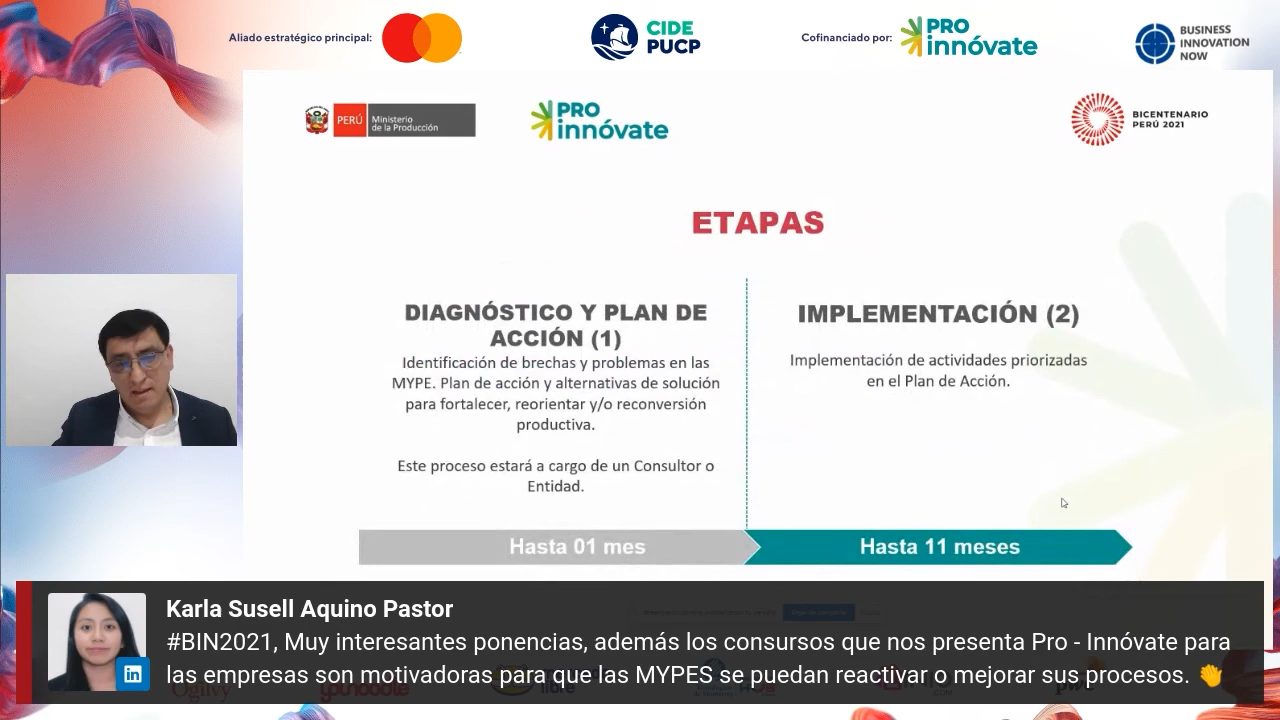 Aliado estratégico principal:
CIDE
PUCP
Cofinanciado por:
PRO
innóvate
BUSINESS
INNOVATION
NOW
PERÚ
Ministerio
de la Producción
PRO
innóvate
BICENTENARIO
PERÚ 2021
ETAPAS
DIAGNÓSTICO Y PLAN DE
ACCIÓN (1)
Identificación de brechas y problemas en las
MYPE. Plan de acción y alternativas de solución
para fortalecer, reorientar y/o reconversión
productiva.
Este proceso estará a cargo de un Consultor o
Entidad.
IMPLEMENTACIÓN (2)
Implementación de actividades priorizadas
en el Plan de Acción.
Hasta 01 mes
Hasta 11 meses
Karla Susell Aquino Pastor
#BIN2021, Muy interesantes ponencias, además los consursos que nos presenta Pro - Innóvate para
las empresas son motivadoras para que las MYPES se puedan reactivar o mejorar sus procesos. 👏
in
Ogilvy
pwc